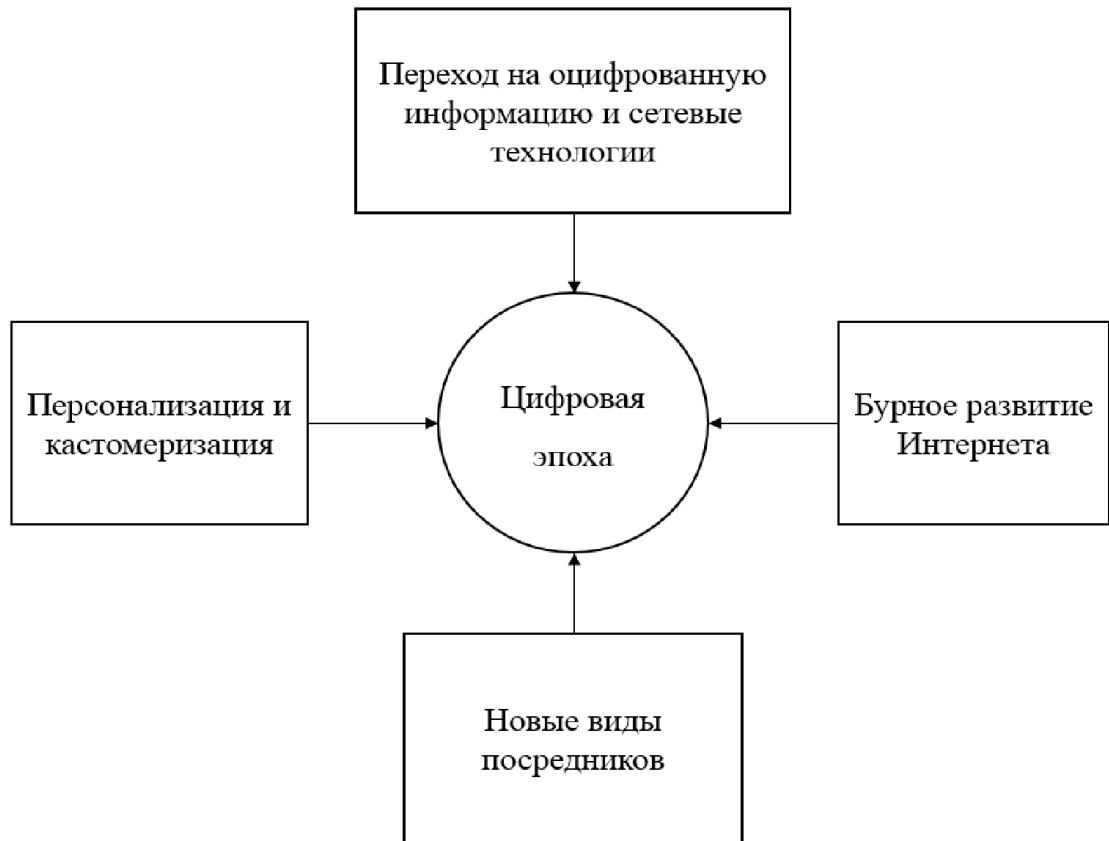 Переход на оцифрованную
информацию и сетевые
технологии
Персонализация и
кастомеризация
Цифровая
эпоха
Бурное развитие
Интернета
Новые виды
посредников